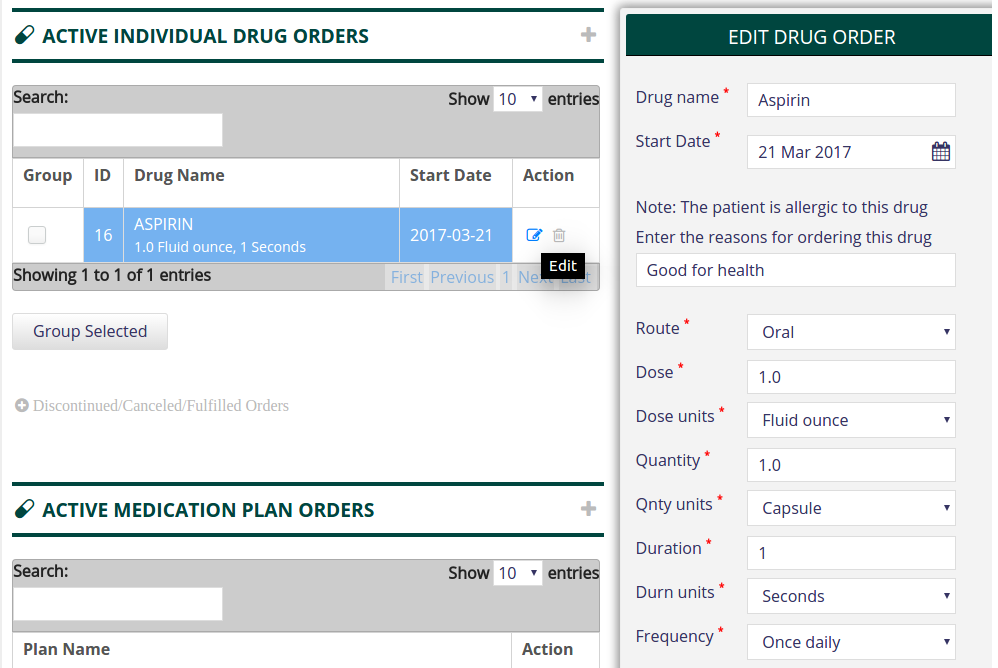 ACTIVE INDIVIDUAL DRUG ORDERS
Search:
Show 10 entries
Group ID Drug Name Start Date Action
16 ASPIRIN 2017-03-21
1.0 Fluid ounce, 1 Seconds
Edit
Showing 1 to 1 of 1 entries
First Previous 1 Next Last
Group Selected
Discontinued/Canceled/Fulfilled Orders
ACTIVE MEDICATION PLAN ORDERS
Search:
Show 10 entries
Plan Name Action
EDIT DRUG ORDER
Drug name * Aspirin
Start Date * 21 Mar 2017
Note: The patient is allergic to this drug
Enter the reasons for ordering this drug
Good for health
Route * Oral
Dose * 1.0
Dose units * Fluid ounce
Quantity * 1.0
Qnty units * Capsule
Duration * 1
Durn units * Seconds
Frequency * Once daily